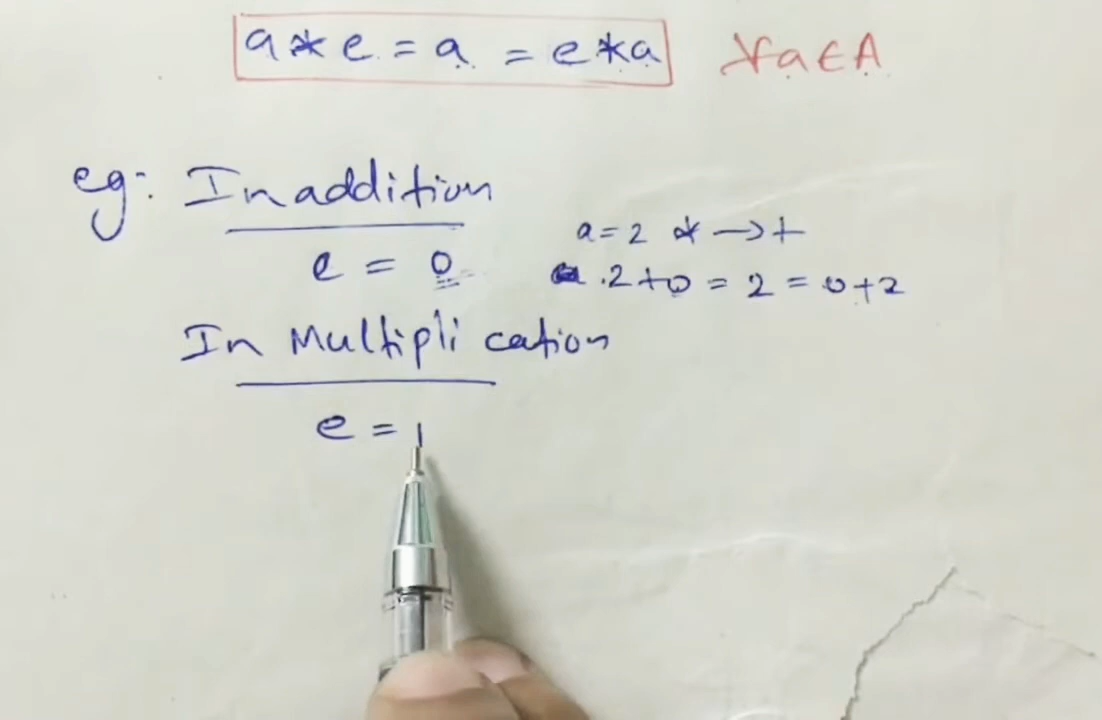 a * e = a = e * a ∀a∈A
eg: In addition
e = 0
a = 2 * → +
2+0 = 2 = 0+2
In Multiplication
e = 1